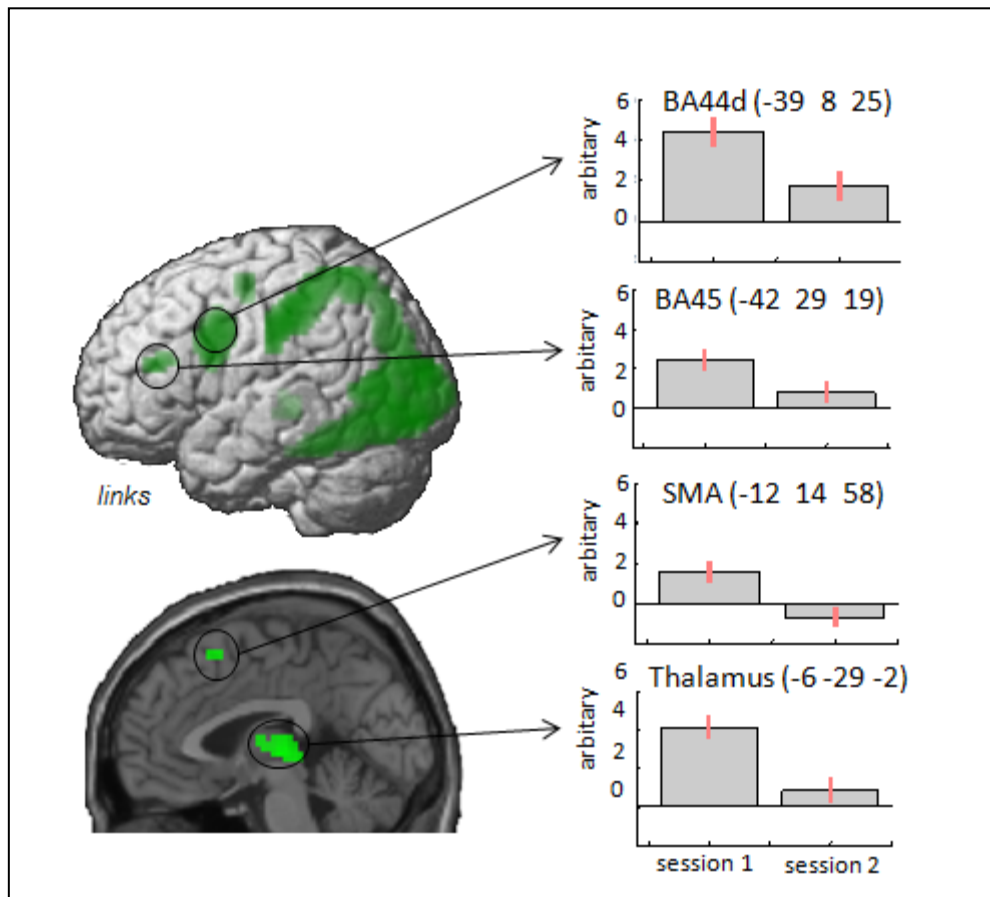 BA44d (-39 8 25)
6
4
2
0
arbitary
BA45 (-42 29 19)
6
4
2
0
arbitary
links
SMA (-12 14 58)
6
4
2
0
arbitary
Thalamus (-6 -29 -2)
6
4
2
0
arbitary
session 1 session 2